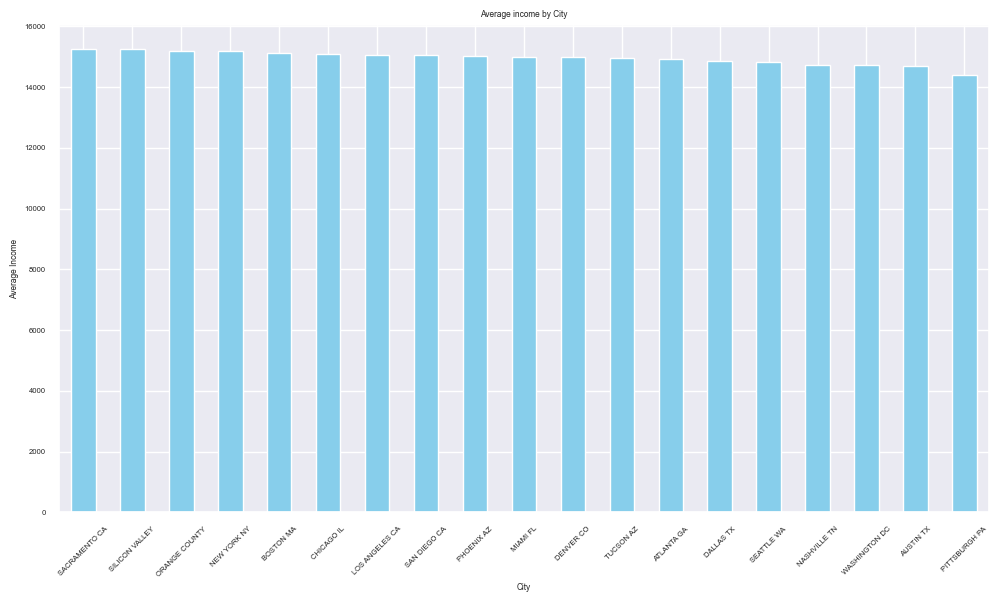 Average income by City
16000
14000
12000
10000
8000
6000
4000
2000
0
Average Income
SACRAMENTO CA
SILICON VALLEY
ORANGE COUNTY
NEW YORK NY
BOSTON MA
CHICAGO IL
LOS ANGELES CA
SAN DIEGO CA
PHOENIX AZ
MIAMI FL
DENVER CO
TUCSON AZ
ATLANTA GA
DALLAS TX
SEATTLE WA
NASHVILLE TN
WASHINGTON DC
AUSTIN TX
PITTSBURGH PA
City